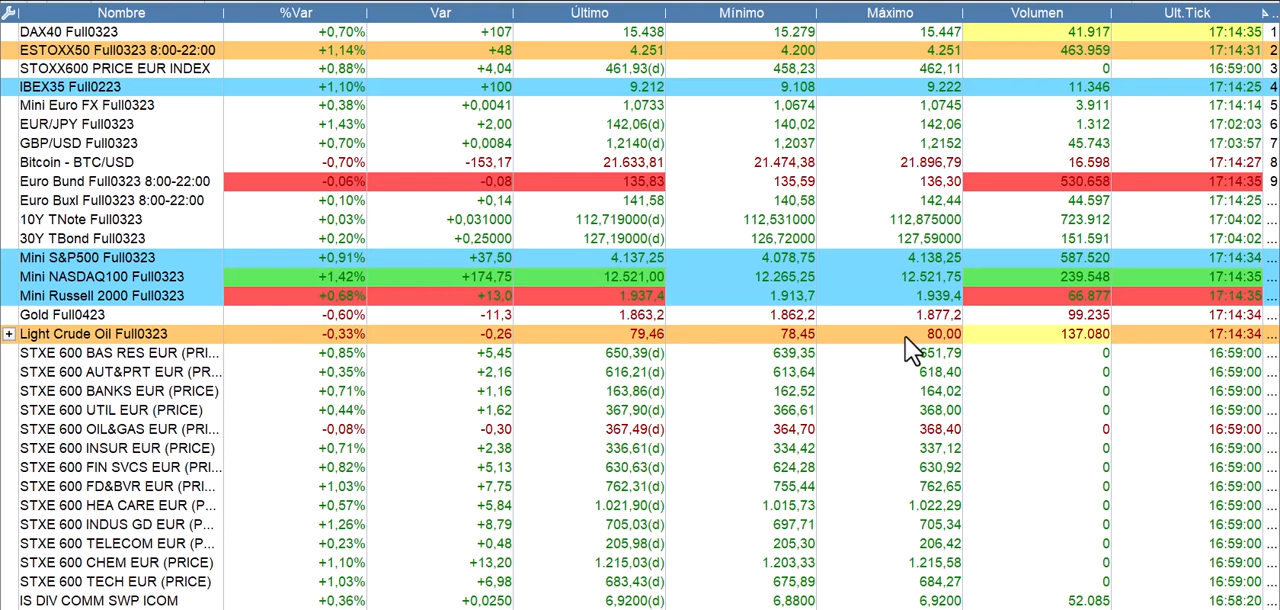 Nombre %Var Var Último Mínimo Máximo Volumen Ult.Tick
DAX40 Full0323 +0,70% +107 15.438 15.279 15.447 41.917 17:14:35 1
ESTOXX50 Full0323 8:00-22:00 +1,14% +48 4.251 4.200 4.251 463.959 17:14:31 2
STOXX600 PRICE EUR INDEX +0,88% +4,04 461,93(d) 458,23 462,11 0 16:59:00 3
IBEX35 Full0223 +1,10% +100 9.212 9.108 9.222 11.346 17:14:25 4
Mini Euro FX Full0323 +0,38% +0,0041 1,0733 1,0674 1,0745 3.911 17:14:14 5
EUR/JPY Full0323 +1,43% +2,00 142,06(d) 140,02 142,06 1.312 17:02:03 6
GBP/USD Full0323 +0,70% +0,0084 1,2140(d) 1,2037 1,2152 45.743 17:03:57 7
Bitcoin - BTC/USD -0,70% -153,17 21.633,81 21.474,38 21.896,79 16.598 17:14:27 8
Euro Bund Full0323 8:00-22:00 -0,06% -0,08 135,83 135,59 136,30 530.658 17:14:35 9
Euro Buxl Full0323 8:00-22:00 +0,10% +0,14 141,58 140,58 142,44 44.597 17:14:25 ...
10Y TNote Full0323 +0,03% +0,031000 112,719000(d) 112,531000 112,875000 723.912 17:04:02 ...
30Y TBond Full0323 +0,20% +0,25000 127,19000(d) 126,72000 127,59000 151.591 17:04:02 ...
Mini S&P500 Full0323 +0,91% +37,50 4.137,25 4.078,75 4.138,25 587.520 17:14:34 ...
Mini NASDAQ100 Full0323 +1,42% +174,75 12.521,00 12.265,25 12.521,75 239.548 17:14:35 ...
Mini Russell 2000 Full0323 +0,68% +13,0 1.937,4 1.913,7 1.939,4 66.877 17:14:35 ...
Gold Full0423 -0,60% -11,3 1.863,2 1.862,2 1.877,2 99.235 17:14:34 ...
Light Crude Oil Full0323 -0,33% -0,26 79,46 78,45 80,00 137.080 17:14:34 ...
STXE 600 BAS RES EUR (PRI... +0,85% +5,45 650,39(d) 639,35 651,79 0 16:59:00 ...
STXE 600 AUT&PRT EUR (PR... +0,35% +2,16 616,21(d) 613,64 618,40 0 16:59:00 ...
STXE 600 BANKS EUR (PRICE) +0,71% +1,16 163,86(d) 162,52 164,02 0 16:59:00 ...
STXE 600 UTIL EUR (PRICE) +0,44% +1,62 367,90(d) 366,61 368,00 0 16:59:00 ...
STXE 600 OIL&GAS EUR (PRI... -0,08% -0,30 367,49(d) 364,70 368,40 0 16:59:00 ...
STXE 600 INSUR EUR (PRICE) +0,71% +2,38 336,61(d) 334,42 337,12 0 16:59:00 ...
STXE 600 FIN SVCS EUR (PRI... +0,82% +5,13 630,63(d) 624,28 630,92 0 16:59:00 ...
STXE 600 FD&BVR EUR (PRI... +1,03% +7,75 762,31(d) 755,44 762,65 0 16:59:00 ...
STXE 600 HEA CARE EUR (P... +0,57% +5,84 1.021,90(d) 1.015,73 1.022,29 0 16:59:00 ...
STXE 600 INDUS GD EUR (P... +1,26% +8,79 705,03(d) 697,71 705,34 0 16:59:00 ...
STXE 600 TELECOM EUR (P... +0,23% +0,48 205,98(d) 205,30 206,42 0 16:59:00 ...
STXE 600 CHEM EUR (PRICE) +1,10% +13,20 1.215,03(d) 1.203,33 1.215,58 0 16:59:00 ...
STXE 600 TECH EUR (PRICE) +1,03% +6,98 683,43(d) 675,89 684,27 0 16:59:00 ...
IS DIV COMM SWP ICOM +0,36% +0,0250 6,9200(d) 6,8800 6,9200 52.085 16:58:20 ...